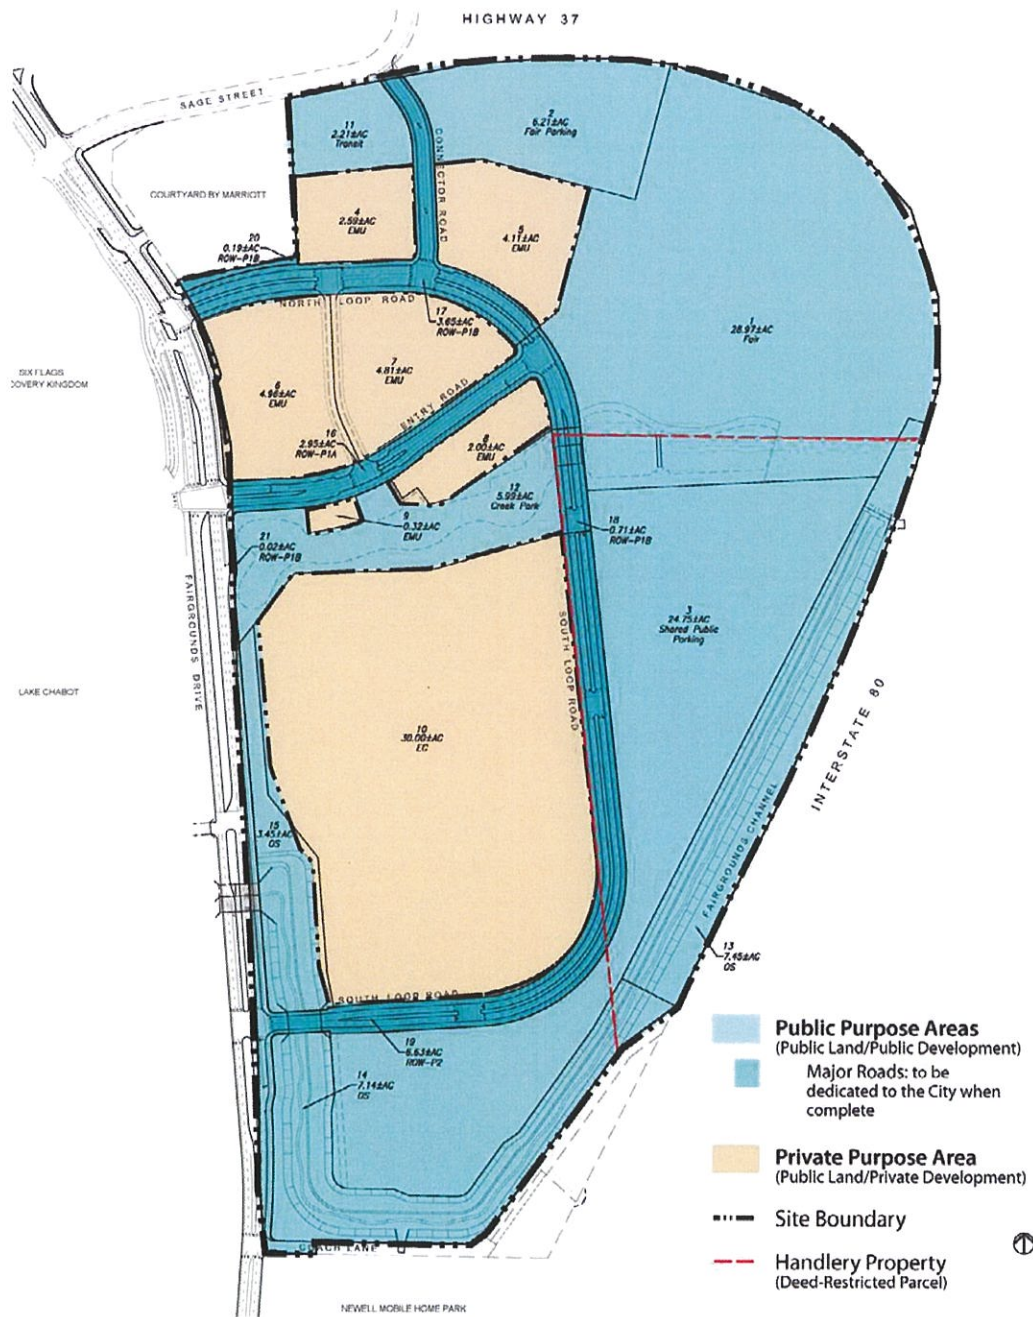 HIGHWAY 37
SAGE STREET
11
2.21±AC
Transit
2
6.21±AC
Fair Parking
CONNECTOR ROAD
COURTYARD BY MARRIOTT
4
2.59±AC
EMU
5
4.11±AC
EMU
20
0.19±AC
ROW-P1B
NORTH LOOP ROAD
17
3.65±AC
ROW-P1B
1
28.97±AC
Fair
SIX FLAGS
OVERY KINGDOM
7
4.81±AC
EMU
6
4.96±AC
EMU
ENTRY ROAD
16
2.95±AC
ROW-P1A
8
2.00±AC
EMU
12
5.99±AC
Creek Park
9
0.32±AC
EMU
18
0.71±AC
ROW-P1B
21
0.02±AC
ROW-P1B
FAIRGROUNDS DRIVE
SOUTH LOOP ROAD
3
24.75±AC
Shared Public
Parking
LAKE CHABOT
INTERSTATE 80
10
30.00±AC
EC
15
3.45±AC
OS
FAIRGROUNDS CHANNEL
13
7.45±AC
OS
SOUTH LOOP ROAD
19
6.63±AC
ROW-P2
14
7.14±AC
OS
COACH LANE
NEWELL MOBILE HOME PARK
Public Purpose Areas
(Public Land/Public Development)
Major Roads: to be
dedicated to the City when
complete
Private Purpose Area
(Public Land/Private Development)
Site Boundary
Handlery Property
(Deed-Restricted Parcel)